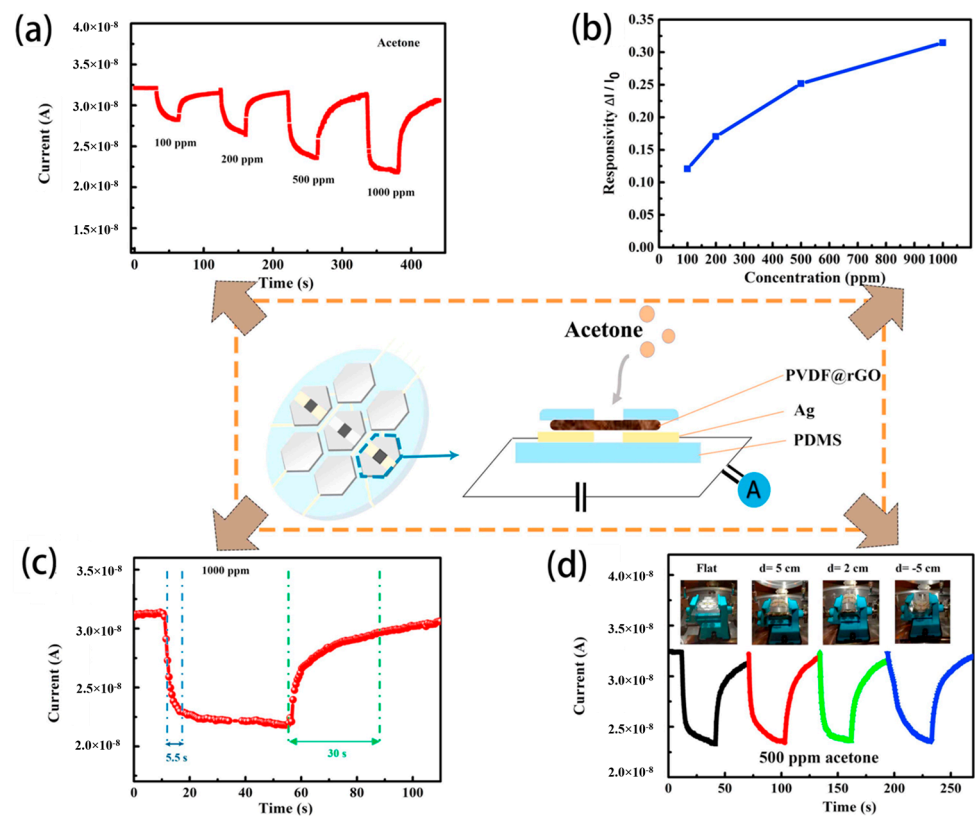 (a)
4.0×10⁻⁸
3.5×10⁻⁸
3.0×10⁻⁸
2.5×10⁻⁸
2.0×10⁻⁸
1.5×10⁻⁸
Current (A)
Acetone
100 ppm
200 ppm
500 ppm
1000 ppm
0 100 200 300 400
Time (s)
(b)
0.35
0.30
0.25
0.20
0.15
0.10
0.05
0.00
Responsivity ΔI / I₀
100 200 300 400 500 600 700 800 900 1000
Concentration (ppm)
Acetone
PVDF@rGO
Ag
PDMS
A
(c)
1000 ppm
3.5×10⁻⁸
3.0×10⁻⁸
2.5×10⁻⁸
2.0×10⁻⁸
Current (A)
5.5 s
30 s
0 20 40 60 80 100
Time (s)
(d)
Flat d= 5 cm d= 2 cm d= -5 cm
4.0×10⁻⁸
3.5×10⁻⁸
3.0×10⁻⁸
2.5×10⁻⁸
2.0×10⁻⁸
Current (A)
500 ppm acetone
0 50 100 150 200 250
Time (s)